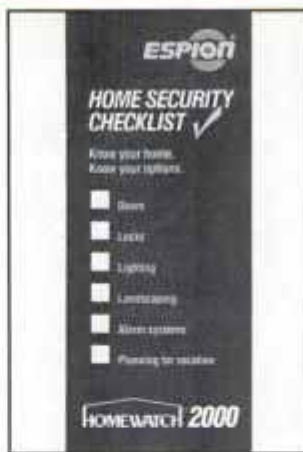 ESPION
HOME SECURITY
CHECKLIST
Know your home.
Know your options.
Doors
Locks
Lighting
Landscaping
Alarm systems
Planning for vacation
HOMEWATCH 2000